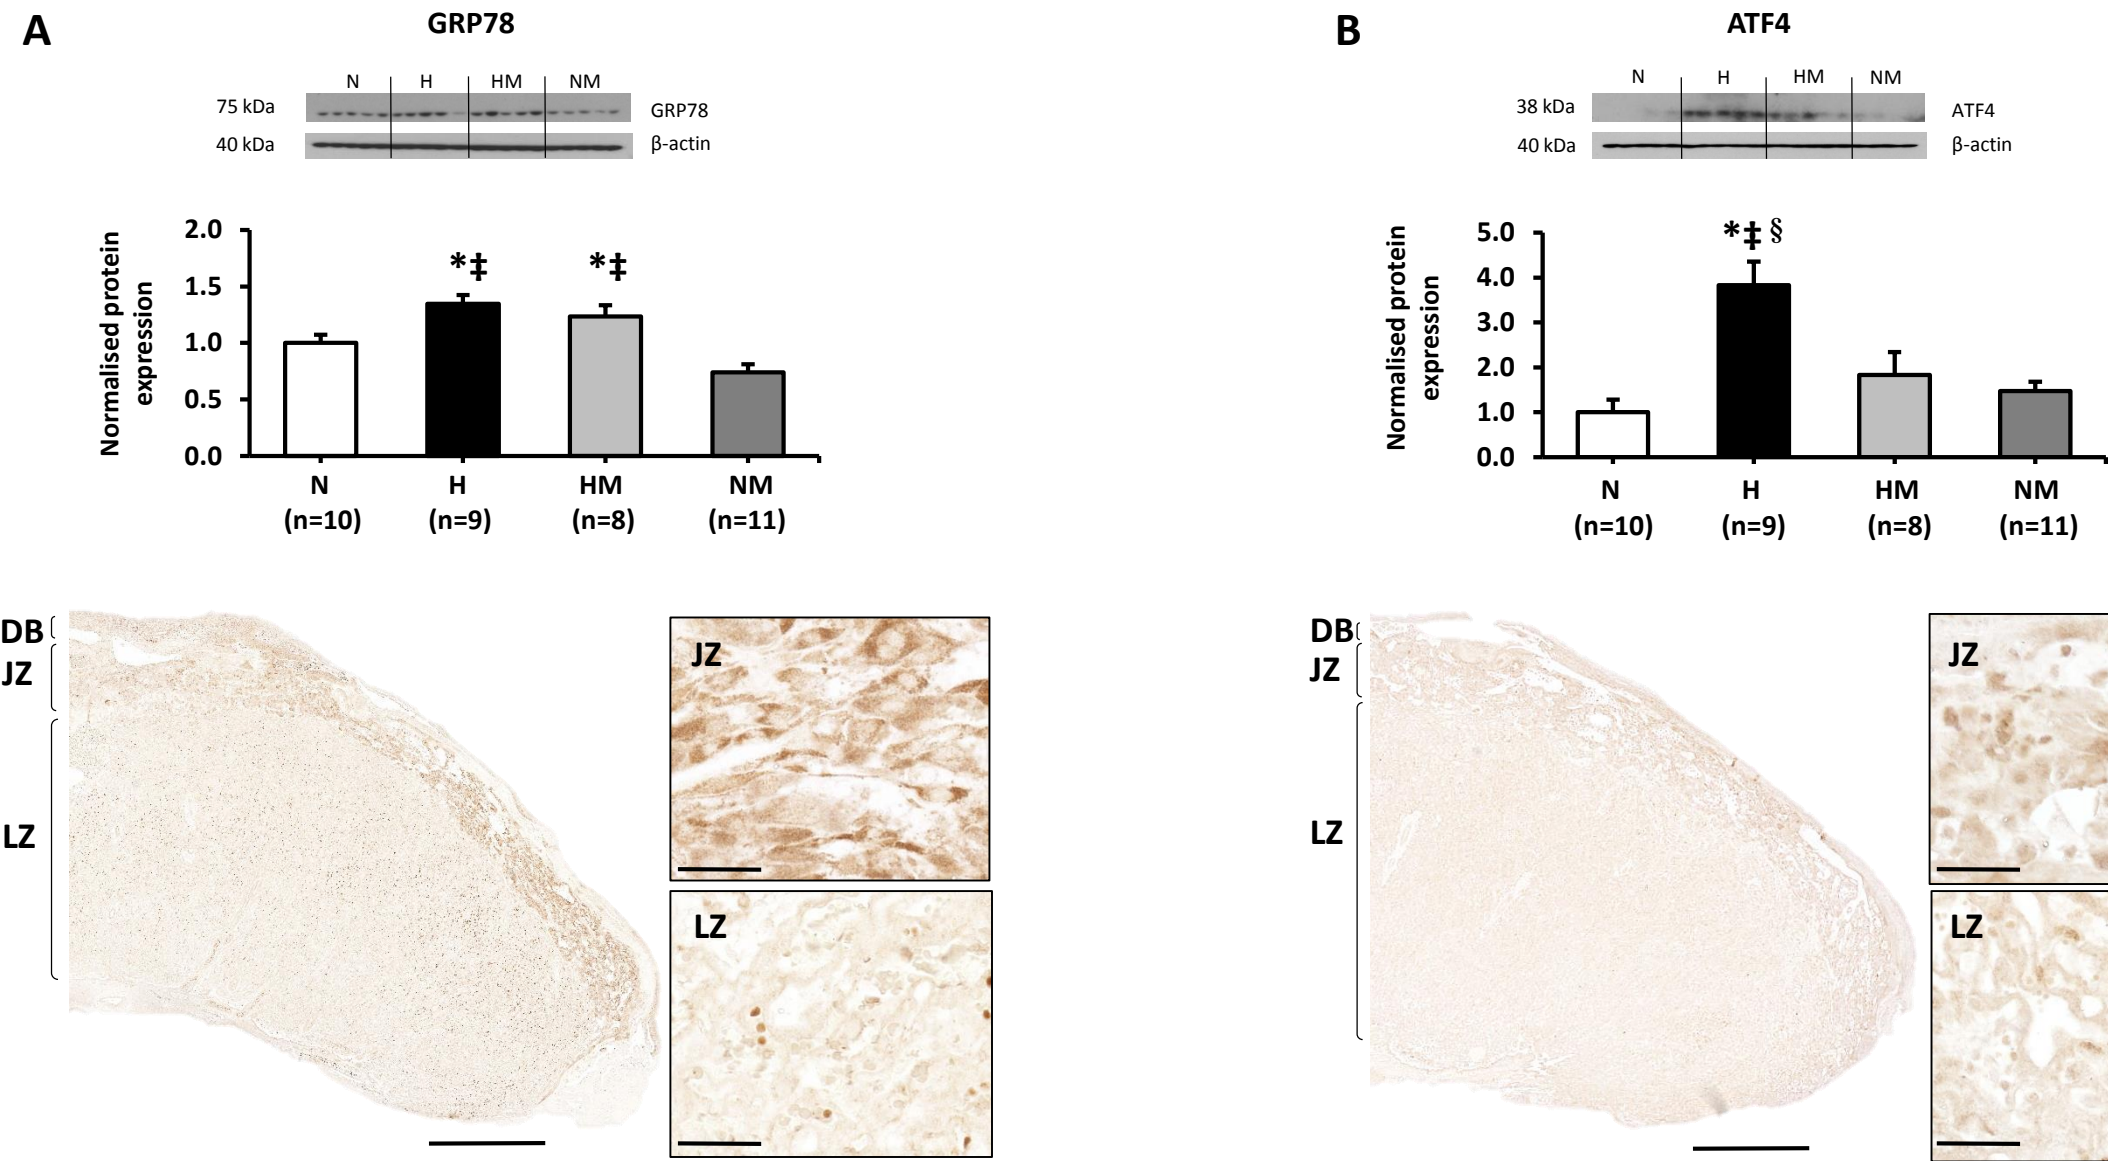 A
GRP78
N H HM NM
75 kDa
GRP78
40 kDa
β-actin
Normalised protein
expression
2.0
1.5
1.0
0.5
0.0
*‡
*‡
N H HM NM
(n=10) (n=9) (n=8) (n=11)
DB
JZ
LZ
JZ
LZ
B
ATF4
N H HM NM
38 kDa
ATF4
40 kDa
β-actin
Normalised protein
expression
5.0
4.0
3.0
2.0
1.0
0.0
*‡ §
N H HM NM
(n=10) (n=9) (n=8) (n=11)
DB
JZ
LZ
JZ
LZ